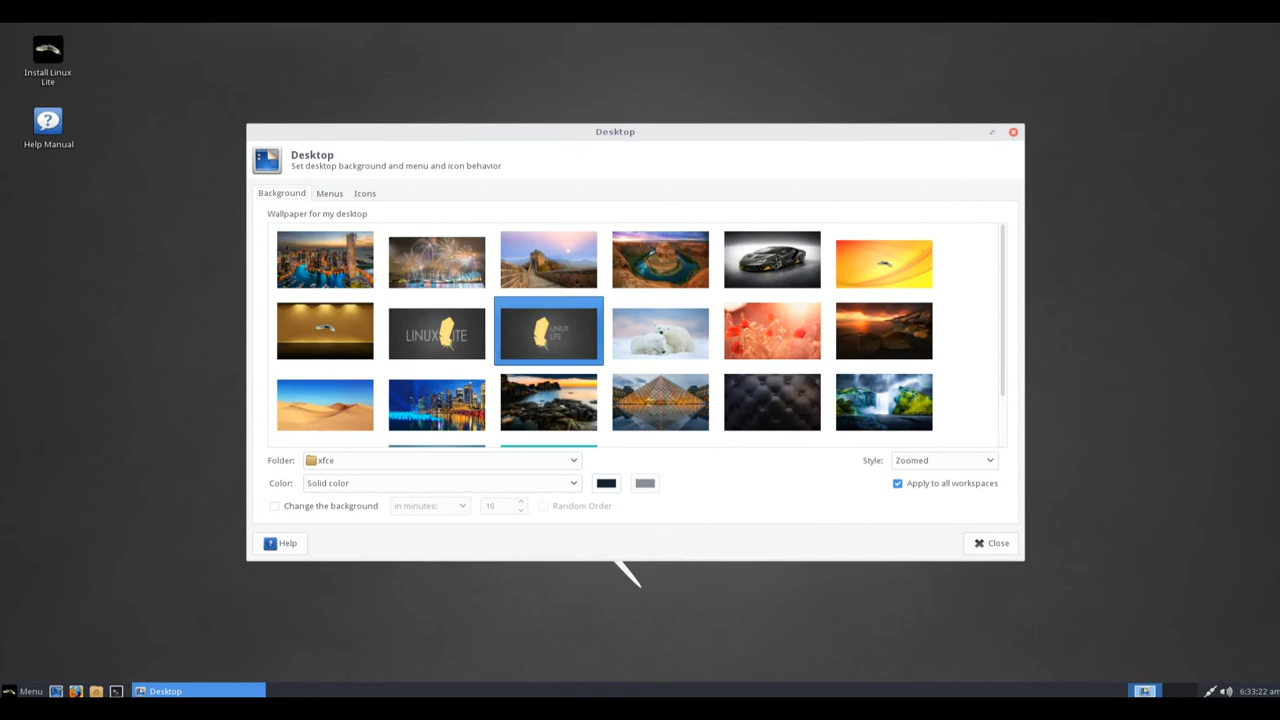 Install Linux
Lite
Help Manual
Desktop
Desktop
Set desktop background and menu and icon behavior
Background Menus Icons
Wallpaper for my desktop
LINUX LITE
LINUX
LITE
Folder: xfce Style: Zoomed
Color: Solid color Apply to all workspaces
Change the background in minutes: 10 Random Order
Help Close
Menu Desktop 6:33:22 am